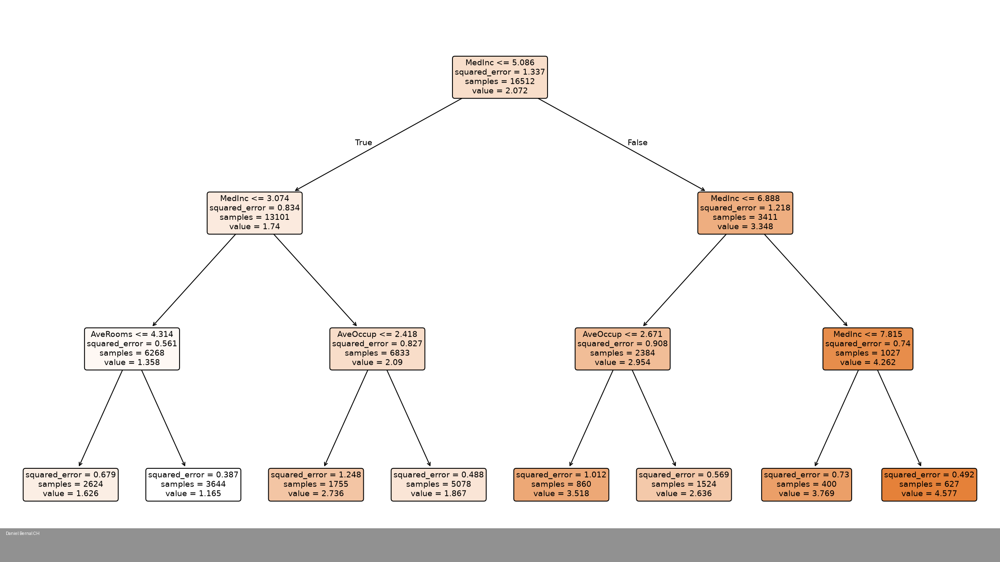 MedInc <= 5.086
squared_error = 1.337
samples = 16512
value = 2.072
True
False
MedInc <= 3.074
squared_error = 0.834
samples = 13101
value = 1.74
MedInc <= 6.888
squared_error = 1.218
samples = 3411
value = 3.348
AveRooms <= 4.314
squared_error = 0.561
samples = 6268
value = 1.358
AveOccup <= 2.418
squared_error = 0.827
samples = 6833
value = 2.09
AveOccup <= 2.671
squared_error = 0.908
samples = 2384
value = 2.954
MedInc <= 7.815
squared_error = 0.74
samples = 1027
value = 4.262
squared_error = 0.679
samples = 2624
value = 1.626
squared_error = 0.387
samples = 3644
value = 1.165
squared_error = 1.248
samples = 1755
value = 2.736
squared_error = 0.488
samples = 5078
value = 1.867
squared_error = 1.012
samples = 860
value = 3.518
squared_error = 0.569
samples = 1524
value = 2.636
squared_error = 0.73
samples = 400
value = 3.769
squared_error = 0.492
samples = 627
value = 4.577
Daniel Bernal CH